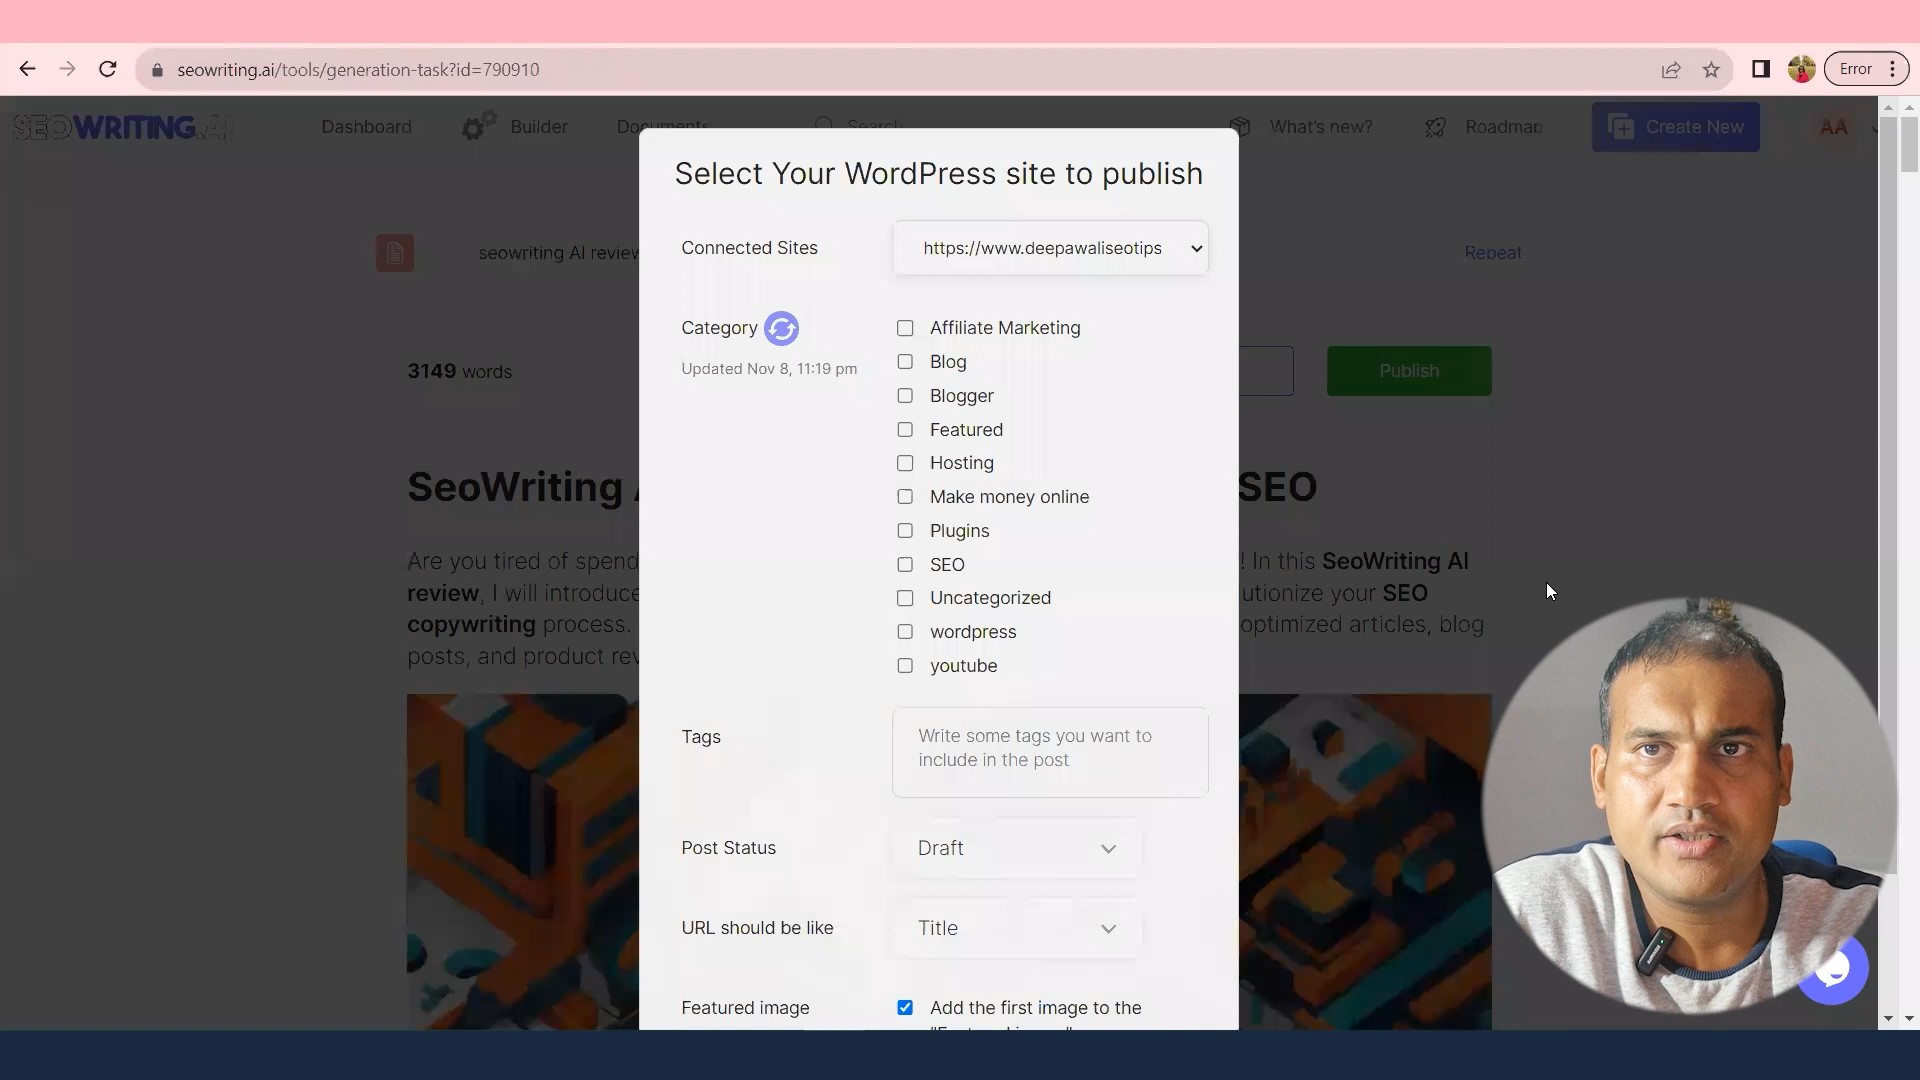 seowriting.ai/tools/generation-task?id=790910
Error
SEOWRITING.AI
Dashboard
Builder
Documents
Search
What's new?
Roadmap
Create New
AA
Select Your WordPress site to publish
Connected Sites
https://www.deepawaliseotips
seowriting AI review
Repeat
Category
Affiliate Marketing
Updated Nov 8, 11:19 pm
Blog
3149 words
Publish
Blogger
Featured
Hosting
SeoWriting
SEO
Make money online
Plugins
Are you tired of spend
! In this SeoWriting AI
SEO
review, I will introduce
utionize your SEO
Uncategorized
copywriting process.
optimized articles, blog
wordpress
posts, and product rev
youtube
Tags
Write some tags you want to
include in the post
Post Status
Draft
URL should be like
Title
Featured image
Add the first image to the